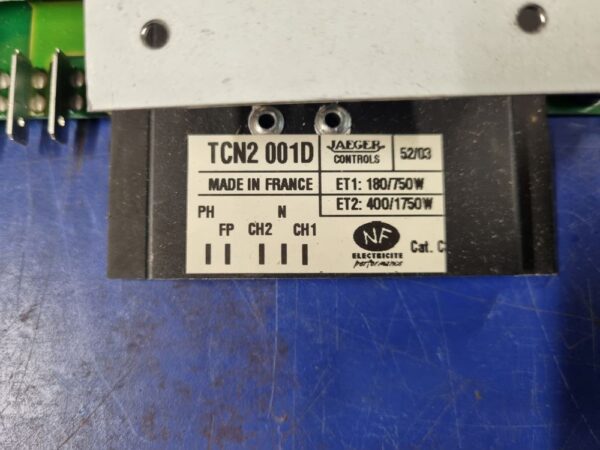 TCN2 001D
JAEGER
CONTROLS
52/03
MADE IN FRANCE
ET1: 180/750W
ET2: 400/1750W
PH N
FP CH2 CH1
NF
ELECTRICITE
performance
Cat. C